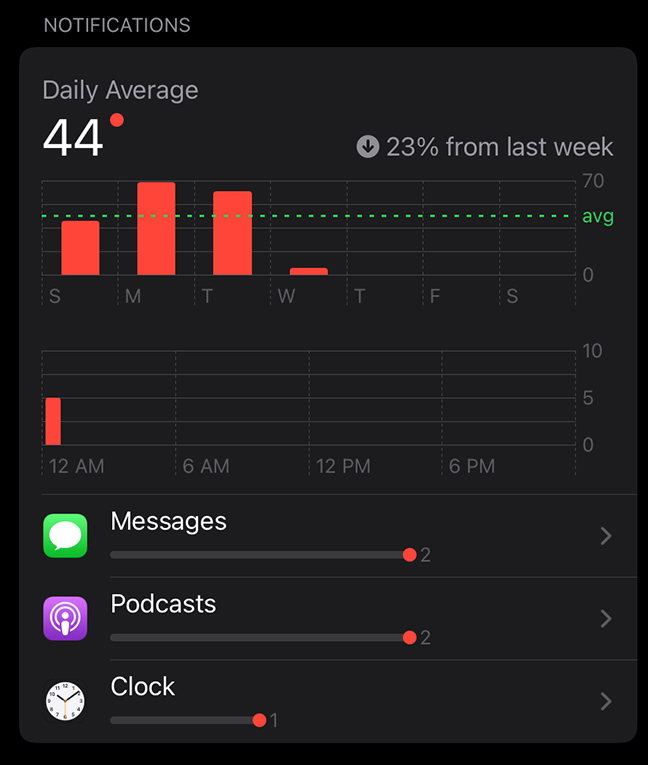 NOTIFICATIONS
Daily Average
44
23% from last week
70
avg
0
S M T W T F S
10
5
0
12 AM 6 AM 12 PM 6 PM
Messages
2
Podcasts
2
Clock
1